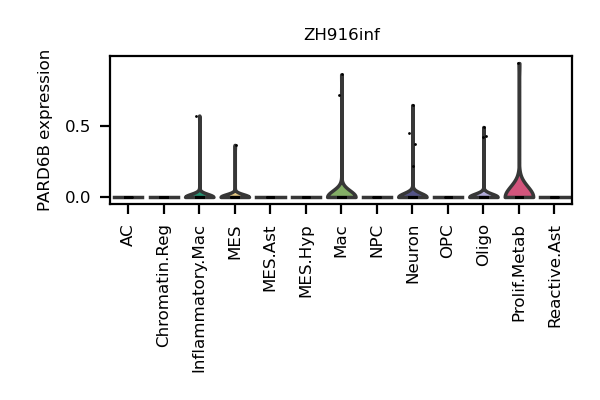 ZH916inf
PARD6B expression
0.5
0.0
AC
Chromatin.Reg
Inflammatory.Mac
MES
MES.Ast
MES.Hyp
Mac
NPC
Neuron
OPC
Oligo
Prolif.Metab
Reactive.Ast